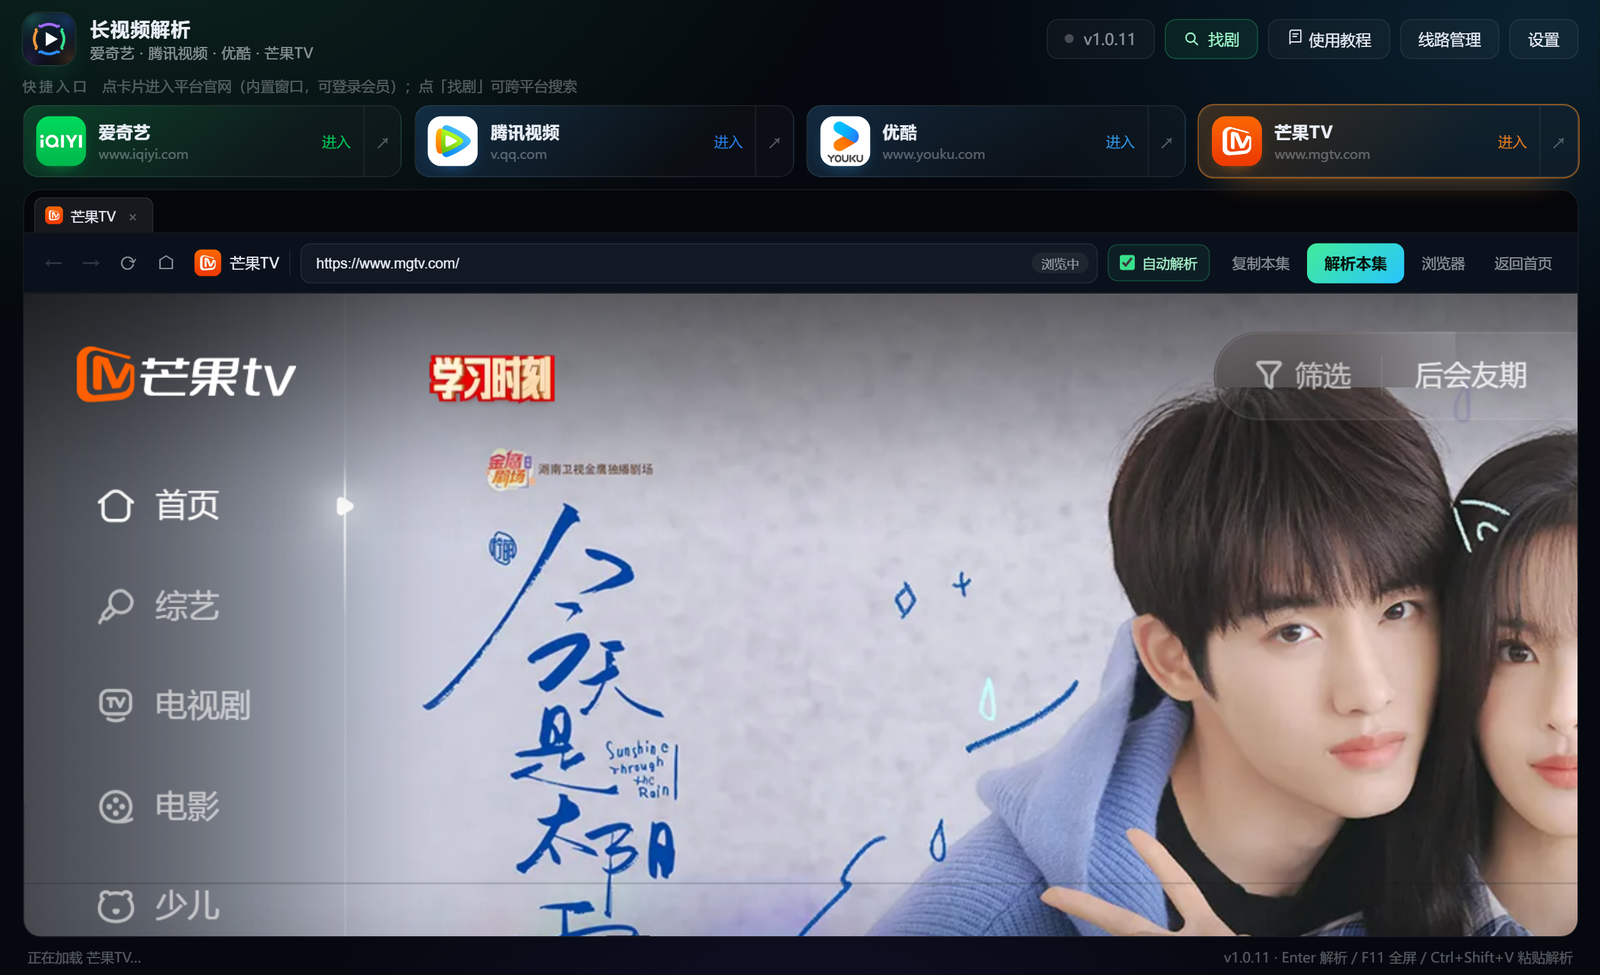 长视频解析
爱奇艺 · 腾讯视频 · 优酷 · 芒果TV
v1.0.11
找剧
使用教程
线路管理
设置
快捷入口 点卡片进入平台官网（内置窗口，可登录会员）；点「找剧」可跨平台搜索
iQIYI
爱奇艺
www.iqiyi.com
进入
腾讯视频
v.qq.com
进入
YOUKU
优酷
www.youku.com
进入
芒果TV
www.mgtv.com
进入
芒果TV ×
芒果TV
https://www.mgtv.com/
浏览中
自动解析
复制本集
解析本集
浏览器
返回首页
芒果tv
学习时刻
筛选
后会友期
金鹰剧场
湖南卫视金鹰独播剧场
首页
综艺
TV 电视剧
电影
少儿
今天是太阳
Sunshine
Through
the
Rain
正在加载 芒果TV...
v1.0.11 · Enter 解析 / F11 全屏 / Ctrl+Shift+V 粘贴解析